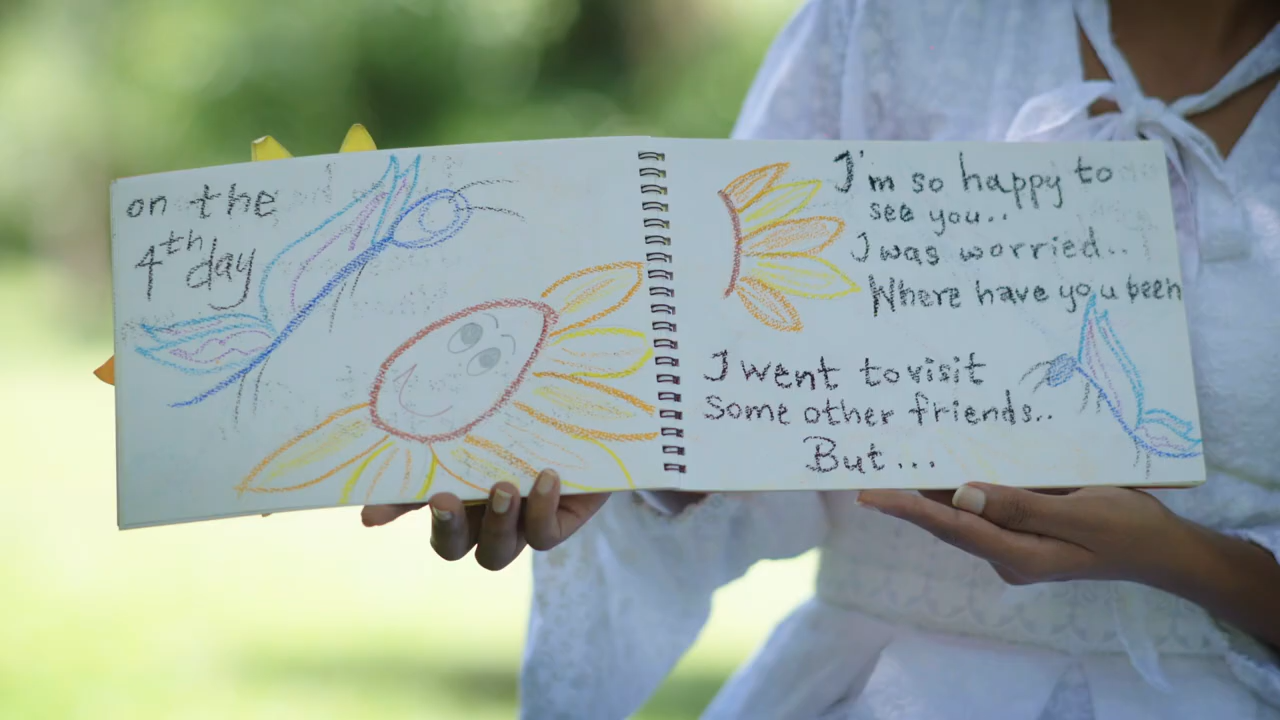 on the
4th day
I'm so happy to
see you..
I was worried..
Where have you been
I went to visit
Some other friends..
But...